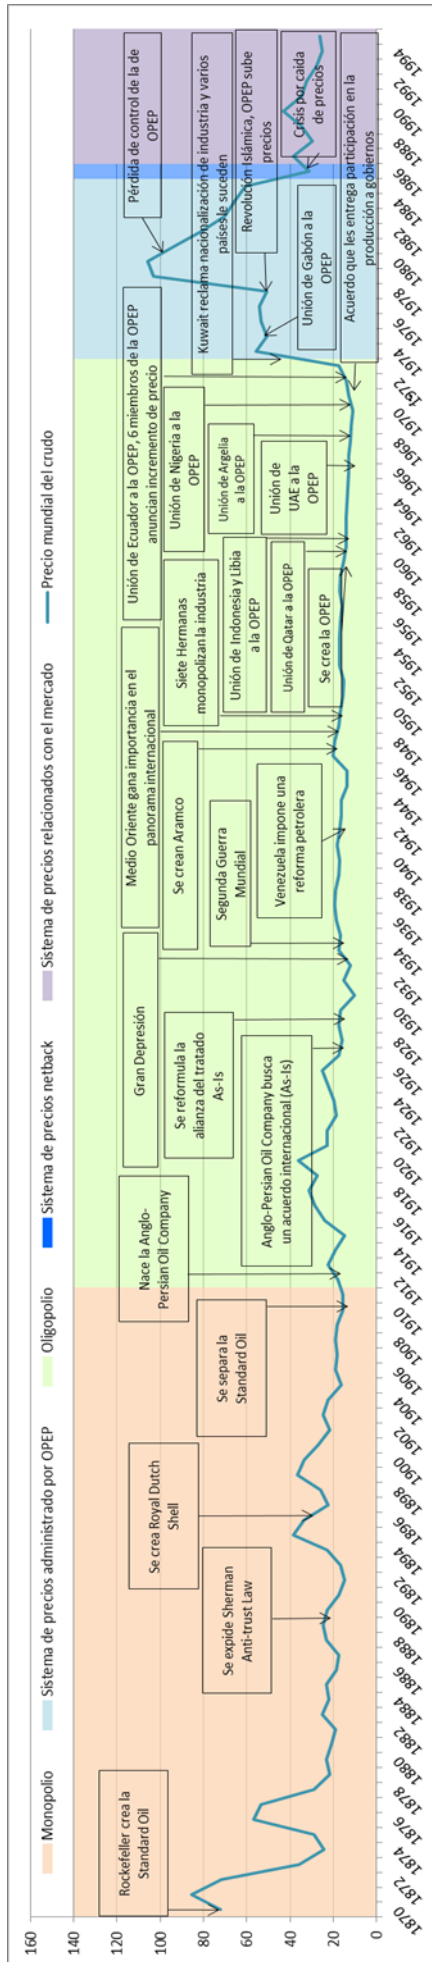 Monopolio
Sistema de precios administrado por OPEP
Oligopolio
Sistema de precios netback
Sistema de precios relacionados con el mercado
Precio mundial del crudo
160
140
120
100
80
60
40
20
0
Rockefeller crea la
Standard Oil
Se expide Sherman
Anti-trust Law
Se crea Royal Dutch
Shell
Se separa la
Standard Oil
Nace la Anglo-
Persian Oil Company
Anglo-Persian Oil Company busca
un acuerdo internacional (As-Is)
Se reformula la
alianza del tratado
As-Is
Gran Depresión
Segunda Guerra
Mundial
Venezuela impone una
reforma petrolera
Se crean Aramco
Medio Oriente gana importancia en el
panorama internacional
Siete Hermanas
monopolizan la industria
Se crea la OPEP
Unión de Qatar a la OPEP
Unión de Indonesia y Libia
a la OPEP
Unión de
UAE a la
OPEP
Unión de Argelia
a la OPEP
Unión de Nigeria a la
OPEP
Unión de Ecuador a la OPEP, 6 miembros de la OPEP
anuncian incremento de precio
Acuerdo que les entrega participación en la
producción a gobiernos
Kuwait reclama nacionalización de industria y varios
países le suceden
Unión de Gabón a la
OPEP
Revolución Islámica, OPEP sube
precios
Pérdida de control de la de
OPEP
Crisis por caida
de precios
1870
1872
1874
1876
1878
1880
1882
1884
1886
1888
1890
1892
1894
1896
1898
1900
1902
1904
1906
1908
1910
1912
1914
1916
1918
1920
1922
1924
1926
1928
1930
1932
1934
1936
1938
1940
1942
1944
1946
1948
1950
1952
1954
1956
1958
1960
1962
1964
1966
1968
1970
1972
1974
1976
1978
1980
1982
1984
1986
1988
1990
1992
1994